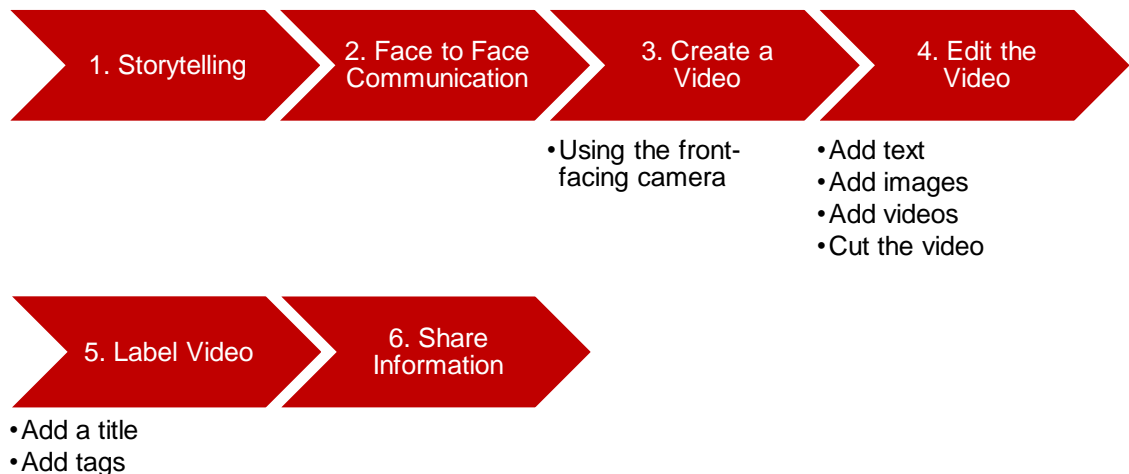 1. Storytelling
2. Face to Face
Communication
3. Create a
Video
4. Edit the
Video
•Using the front-
facing camera
•Add text
•Add images
•Add videos
•Cut the video
5. Label Video
6. Share
Information
•Add a title
•Add tags